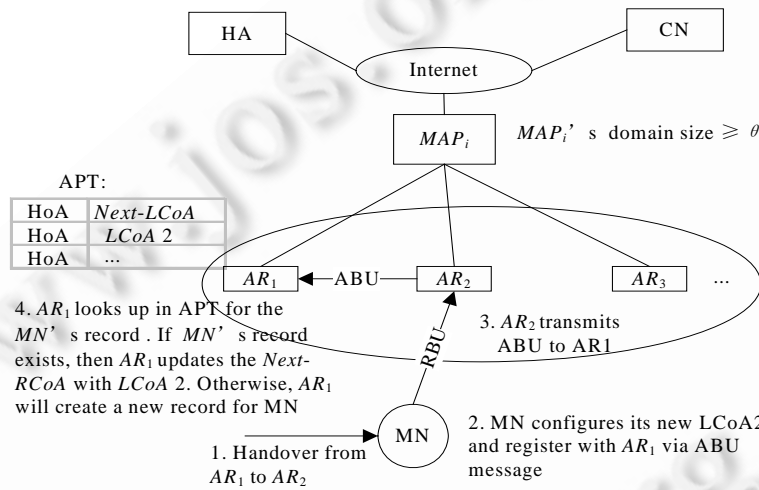 HA
CN
Internet
MAPi
MAPi's domain size ≥ θ
APT:
HoA Next-LCoA
HoA LCoA 2
HoA ...
AR1
ABU
AR2
AR3
...
4. AR1 looks up in APT for the
MN's record . If MN's record
exists, then AR1 updates the Next-
RCoA with LCoA 2. Otherwise, AR1
will create a new record for MN
RBU
3. AR2 transmits
ABU to AR1
MN
1. Handover from
AR1 to AR2
2. MN configures its new LCoA2
and register with AR1 via ABU
message
www.jos.o